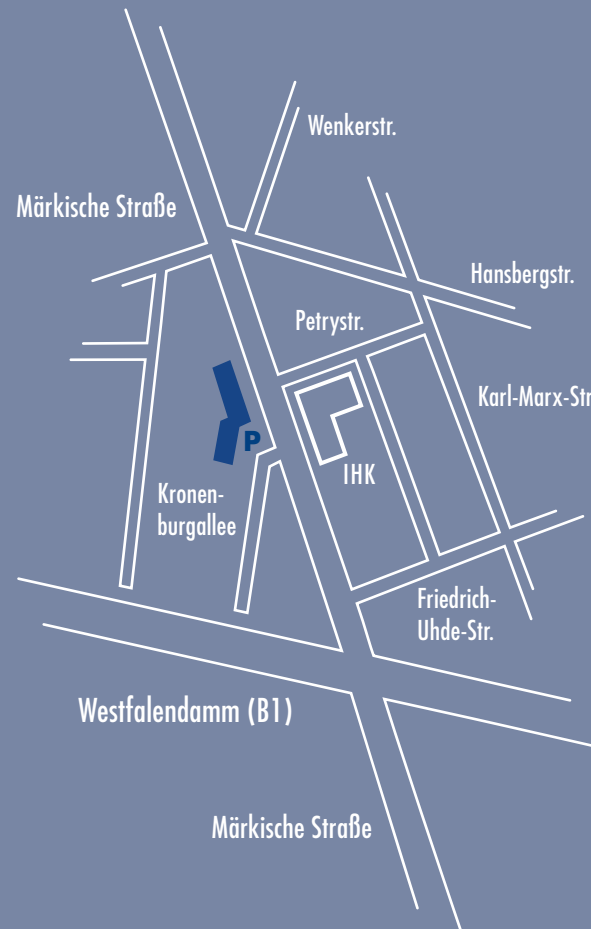 Wenkerstr.
Märkische Straße
Hansbergstr.
Petrystr.
Karl-Marx-Str
P
IHK
Kronen-
burgallee
Friedrich-
Uhde-Str.
Westfalendamm (B1)
Märkische Straße